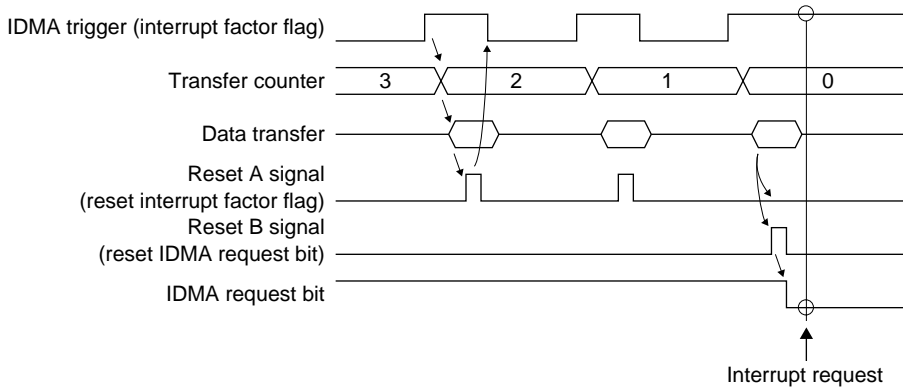 IDMA trigger (interrupt factor flag)
Transfer counter
3
2
1
0
Data transfer
Reset A signal
(reset interrupt factor flag)
Reset B signal
(reset IDMA request bit)
IDMA request bit
Interrupt request